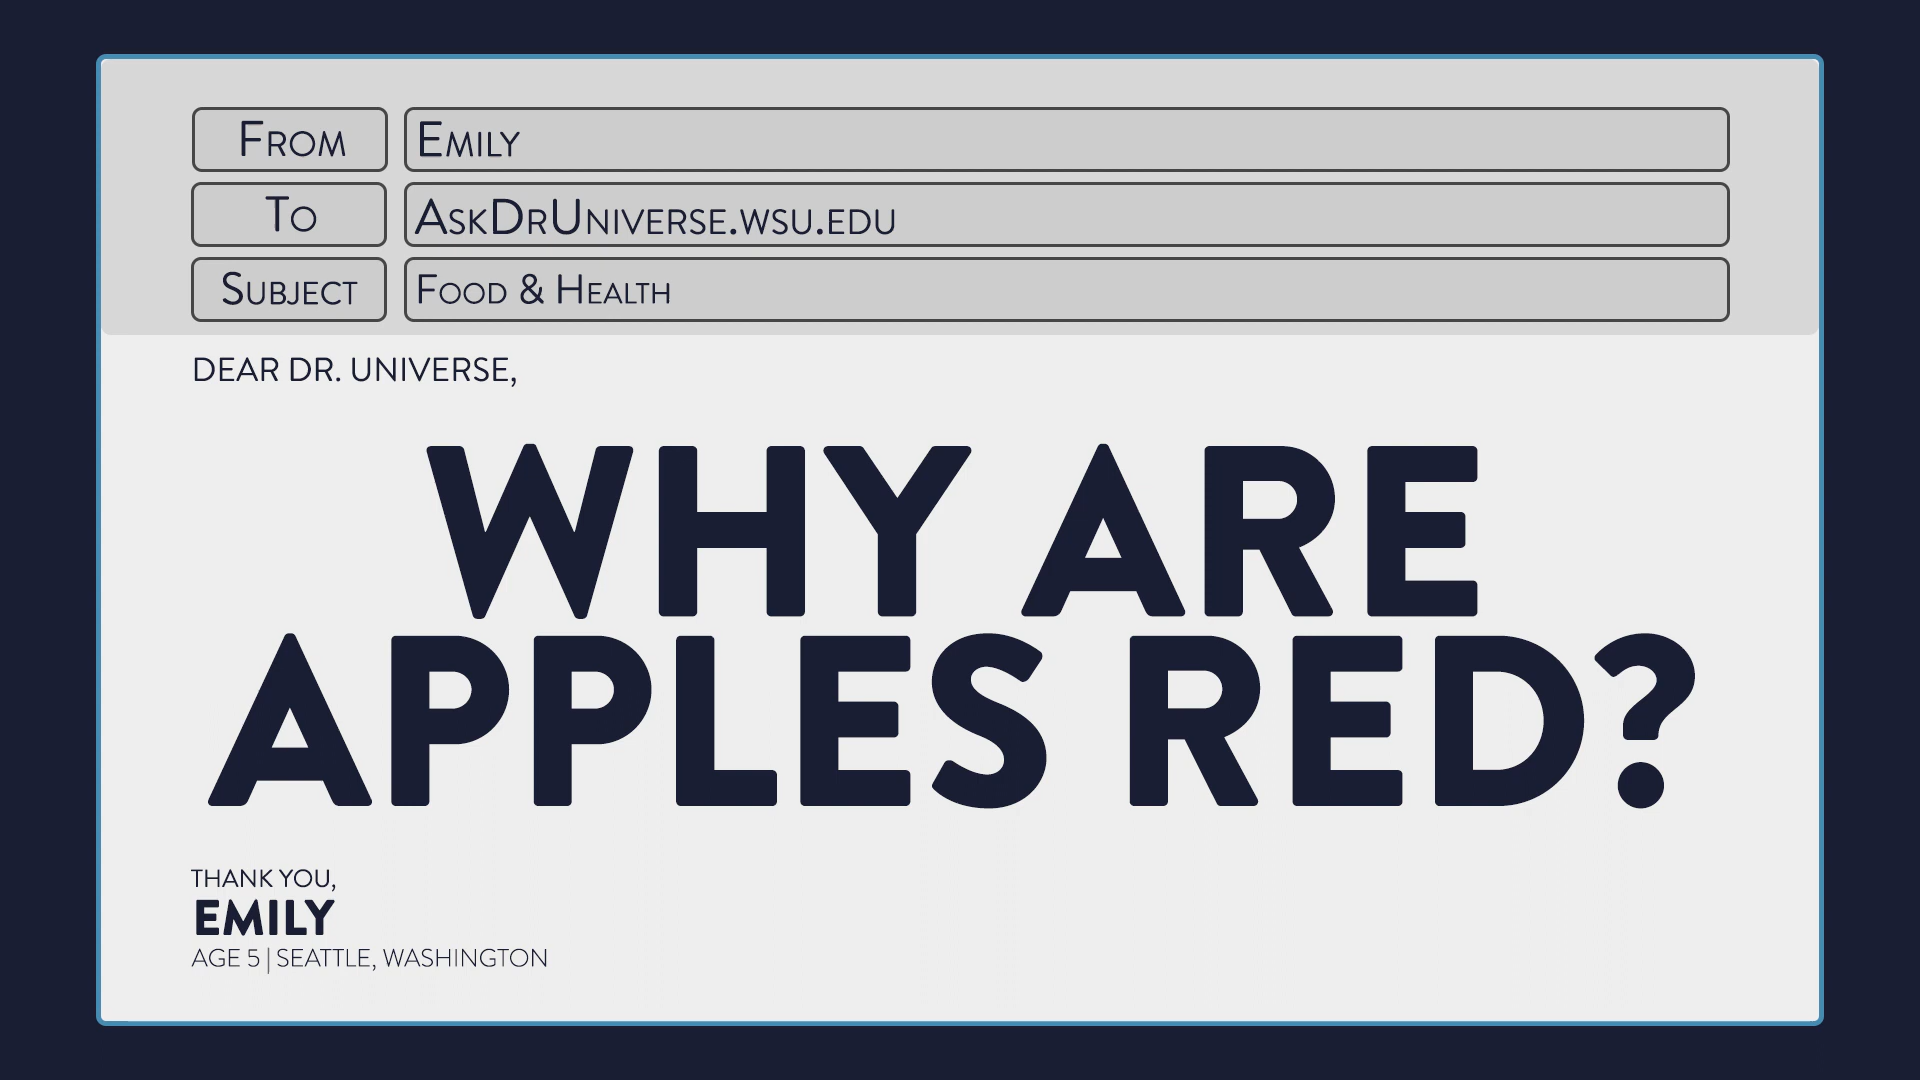 From Emily
To AskDrUniverse.wsu.edu
Subject Food & Health
DEAR DR. UNIVERSE,
WHY ARE
APPLES RED?
THANK YOU,
EMILY
AGE 5 | SEATTLE, WASHINGTON